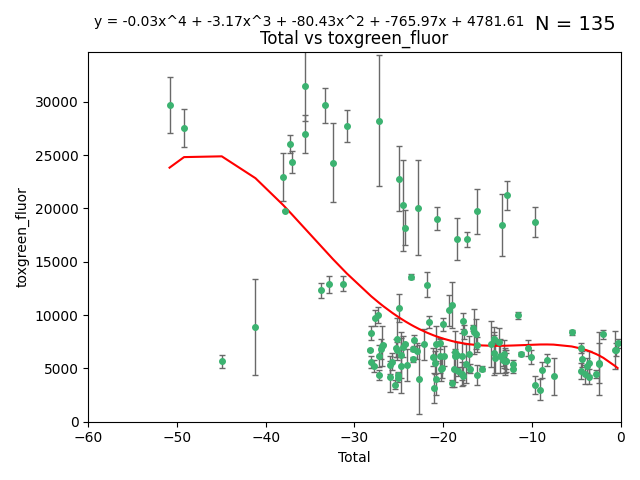 y = -0.03x^4 + -3.17x^3 + -80.43x^2 + -765.97x + 4781.61 N = 135
Total vs toxgreen_fluor
30000
25000
20000
15000
10000
5000
0
toxgreen_fluor
−60 −50 −40 −30 −20 −10 0
Total